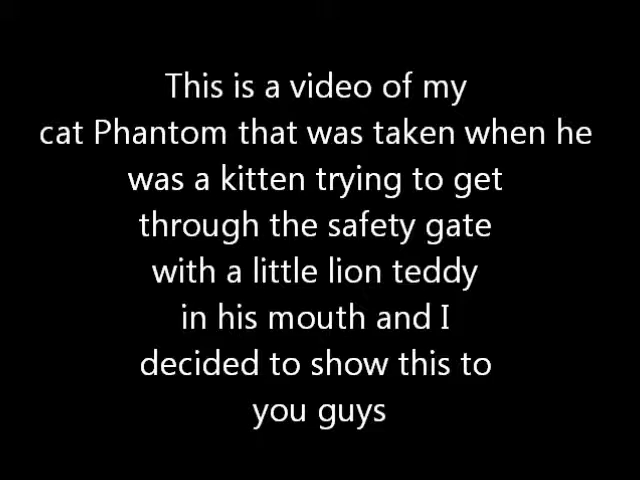 This is a video of my
cat Phantom that was taken when he
was a kitten trying to get
through the safety gate
with a little lion teddy
in his mouth and I
decided to show this to
you guys